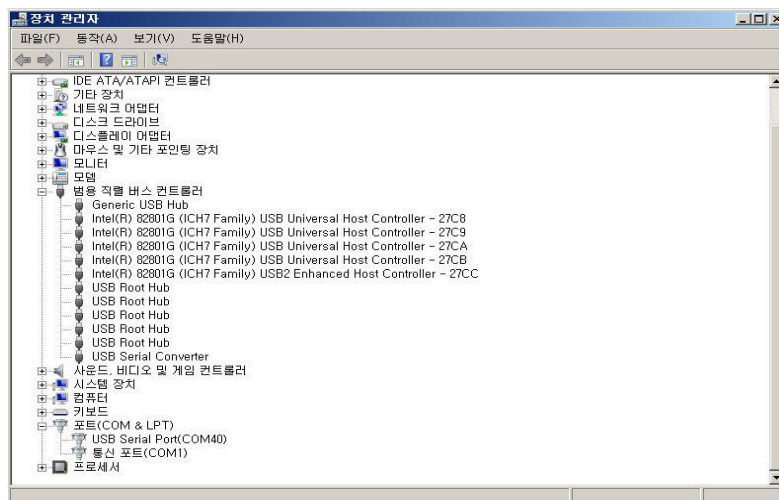 장치 관리자
파일(F) 동작(A) 보기(V) 도움말(H)
IDE ATA/ATAPI 컨트롤러
기타 장치
네트워크 어댑터
디스크 드라이브
디스플레이 어댑터
마우스 및 기타 포인팅 장치
모니터
모뎀
범용 직렬 버스 컨트롤러
Generic USB Hub
Intel(R) 82801G (ICH7 Family) USB Universal Host Controller - 27C8
Intel(R) 82801G (ICH7 Family) USB Universal Host Controller - 27C9
Intel(R) 82801G (ICH7 Family) USB Universal Host Controller - 27CA
Intel(R) 82801G (ICH7 Family) USB Universal Host Controller - 27CB
Intel(R) 82801G (ICH7 Family) USB2 Enhanced Host Controller - 27CC
USB Root Hub
USB Root Hub
USB Root Hub
USB Root Hub
USB Root Hub
USB Serial Converter
사운드, 비디오 및 게임 컨트롤러
시스템 장치
컴퓨터
키보드
포트(COM & LPT)
USB Serial Port(COM40)
통신 포트(COM1)
프로세서